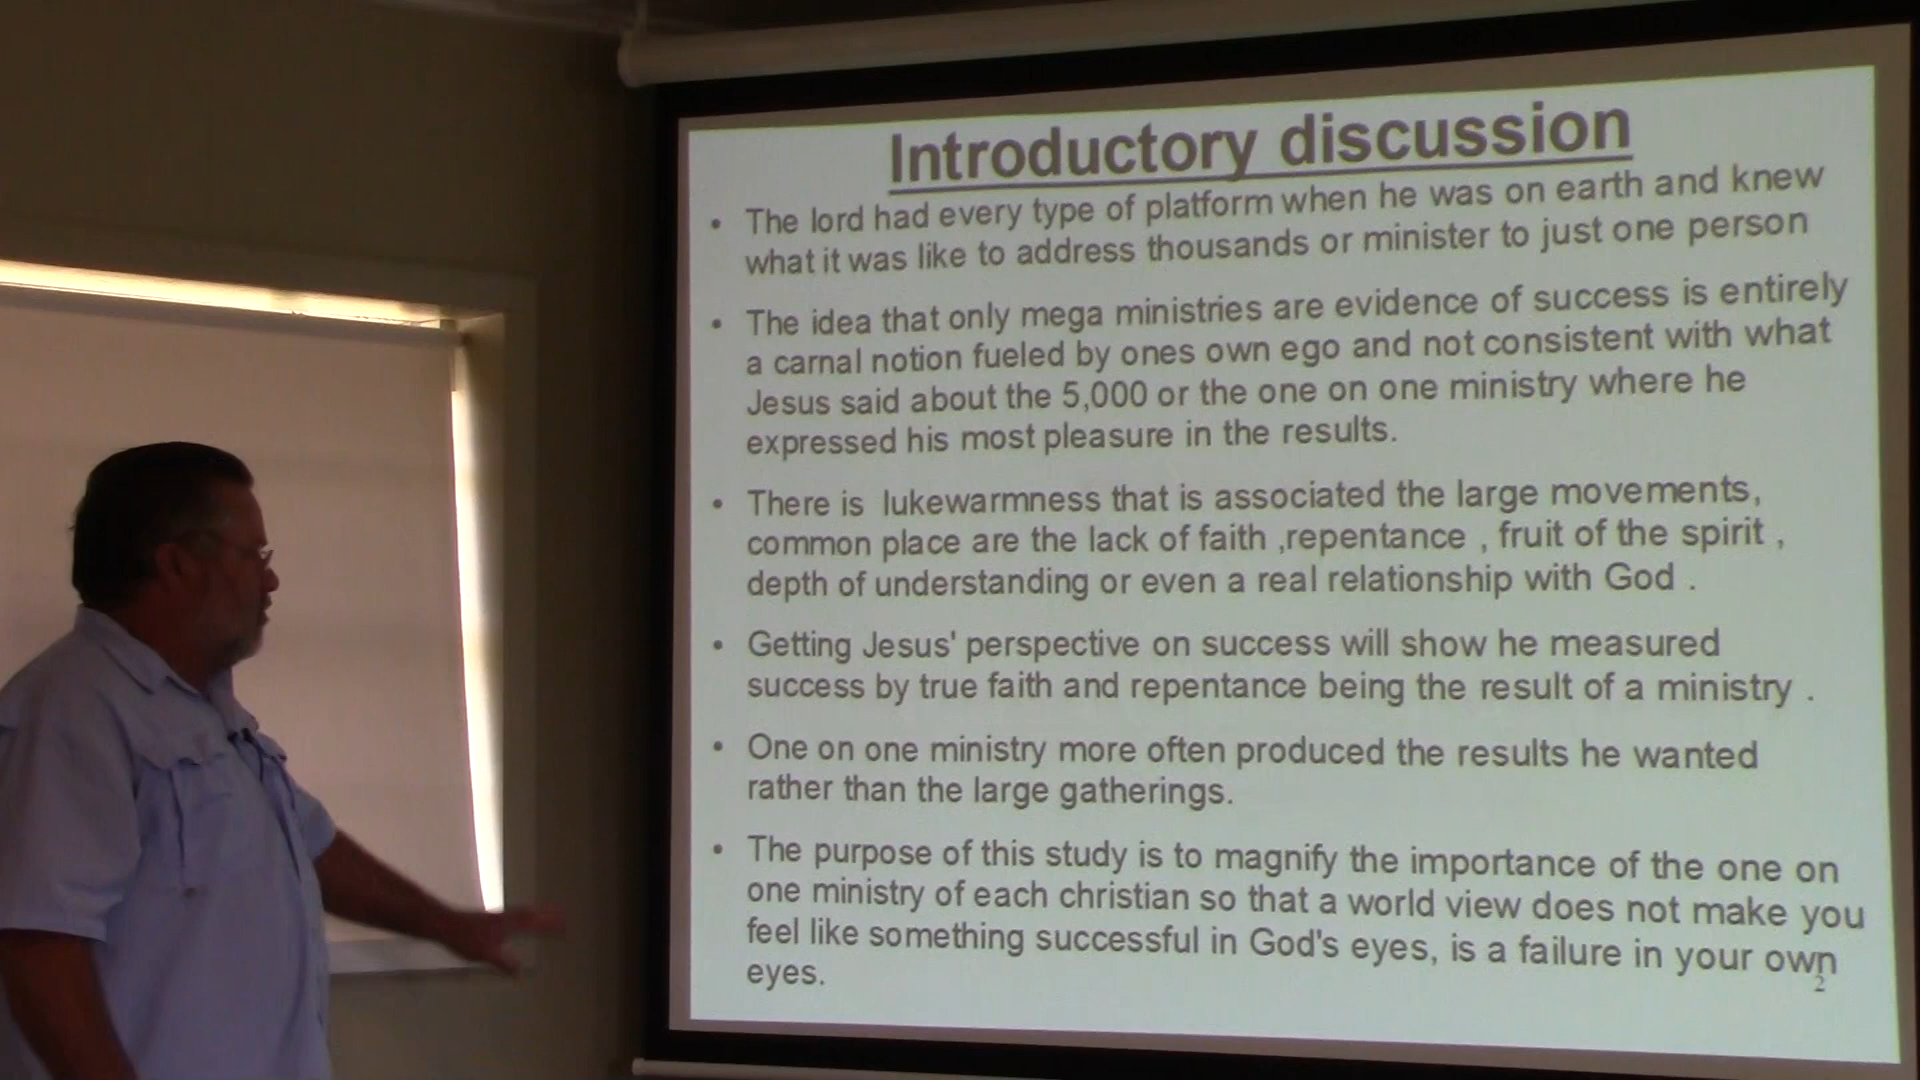 Introductory discussion
• The lord had every type of platform when he was on earth and knew
what it was like to address thousands or minister to just one person
• The idea that only mega ministries are evidence of success is entirely
a carnal notion fueled by ones own ego and not consistent with what
Jesus said about the 5,000 or the one on one ministry where he
expressed his most pleasure in the results.
• There is lukewarmness that is associated the large movements,
common place are the lack of faith ,repentance , fruit of the spirit ,
depth of understanding or even a real relationship with God .
• Getting Jesus' perspective on success will show he measured
success by true faith and repentance being the result of a ministry .
• One on one ministry more often produced the results he wanted
rather than the large gatherings.
• The purpose of this study is to magnify the importance of the one on
one ministry of each christian so that a world view does not make you
feel like something successful in God's eyes, is a failure in your own
eyes.
2